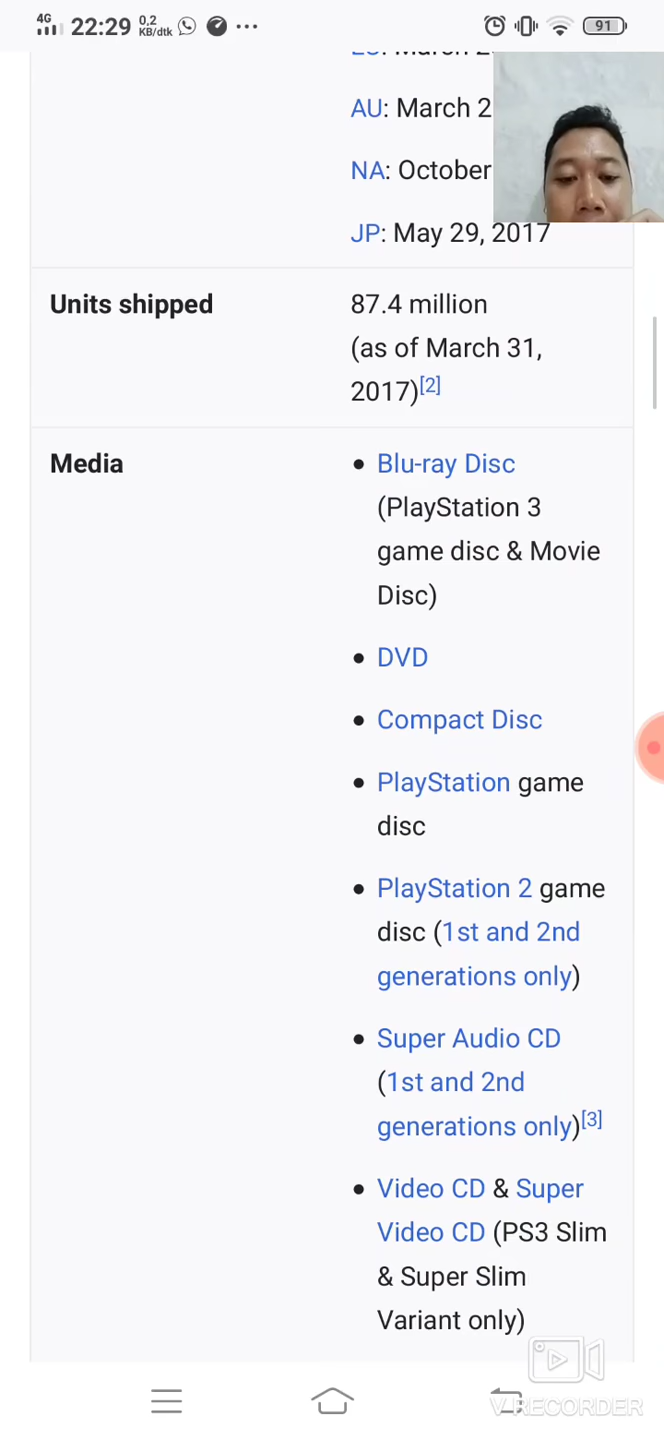 4G 22:29 0,2 KB/dtk ... 91
AU: March 2
NA: October
JP: May 29, 2017
Units shipped 87.4 million
(as of March 31,
2017)[2]
Media • Blu-ray Disc
(PlayStation 3
game disc & Movie
Disc)
• DVD
• Compact Disc
• PlayStation game
disc
• PlayStation 2 game
disc (1st and 2nd
generations only)
• Super Audio CD
(1st and 2nd
generations only)[3]
• Video CD & Super
Video CD (PS3 Slim
& Super Slim
Variant only)
V RECORDER